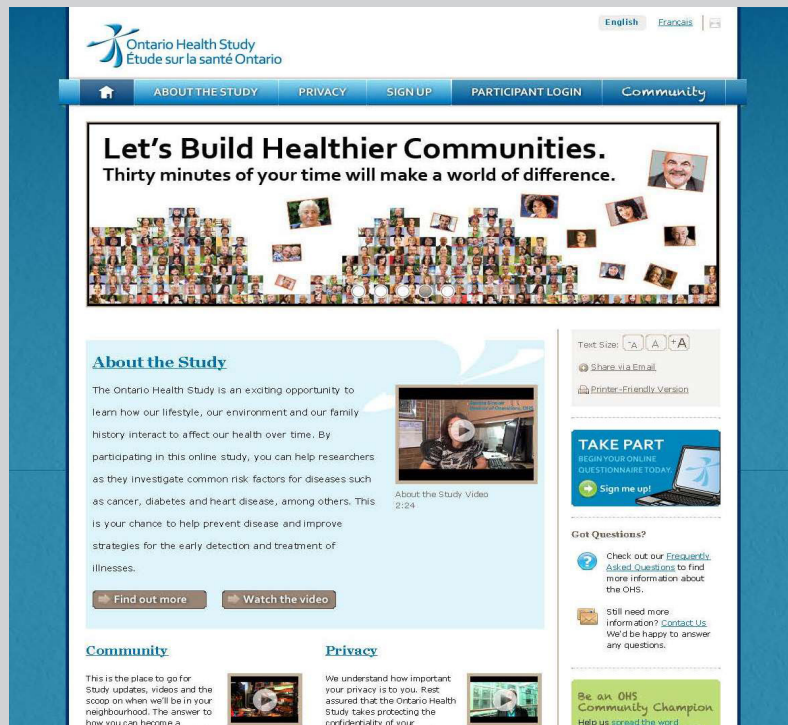 English Français
Ontario Health Study
Étude sur la santé Ontario
ABOUT THE STUDY PRIVACY SIGN UP PARTICIPANT LOGIN Community
Let's Build Healthier Communities.
Thirty minutes of your time will make a world of difference.
About the Study
The Ontario Health Study is an exciting opportunity to
learn how our lifestyle, our environment and our family
history interact to affect our health over time. By
participating in this online study, you can help researchers
as they investigate common risk factors for diseases such
as cancer, diabetes and heart disease, among others. This
is your chance to help prevent disease and improve
strategies for the early detection and treatment of
illnesses.
About the Study Video
2:24
Find out more Watch the video
Community
This is the place to go for
Study updates, videos and the
scoop on when we'll be in your
neighbourhood. The answer to
how you can become a
Privacy
We understand how important
your privacy is to you. Rest
assured that the Ontario Health
Study takes protecting the
confidentiality of your
Text Size: -A A +A
Share via Email
Printer-Friendly Version
TAKE PART
BEGIN YOUR ONLINE
QUESTIONNAIRE TODAY.
Sign me up!
Got Questions?
Check out our Frequently
Asked Questions to find
more information about
the OHS.
Still need more
information? Contact Us
We'd be happy to answer
any questions.
Be an OHS
Community Champion
Help us spread the word